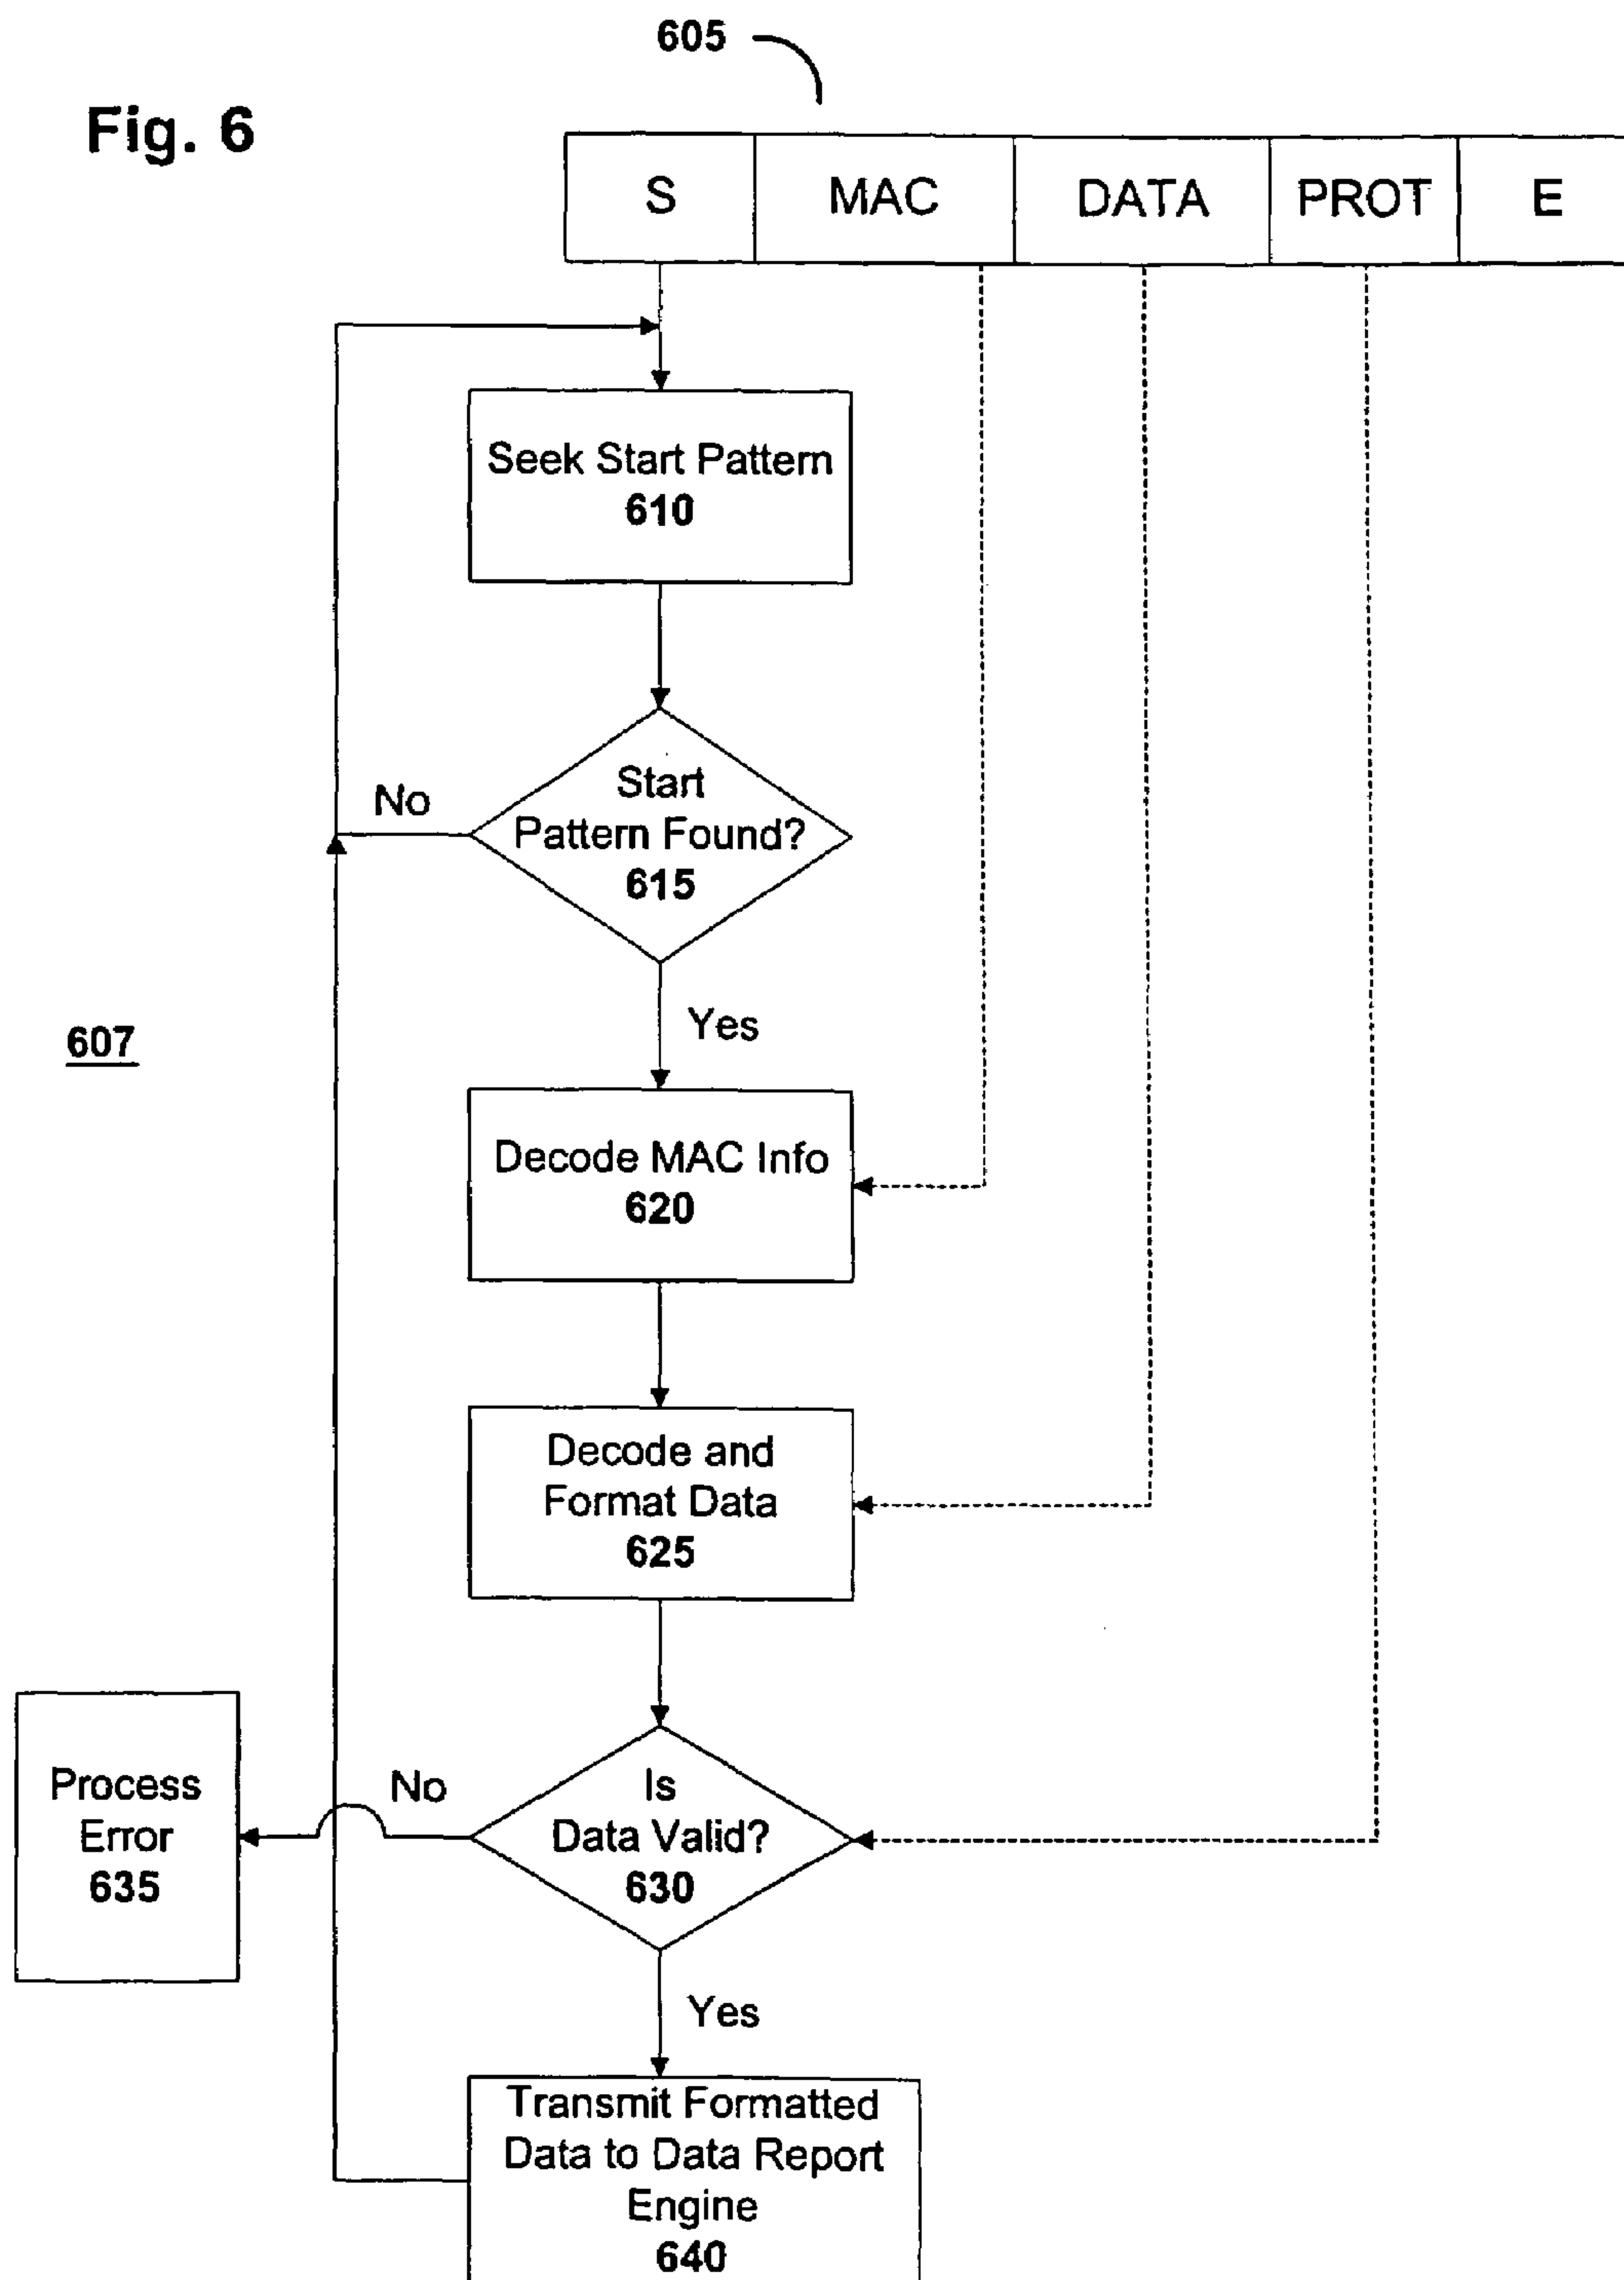 605
Fig. 6
S MAC DATA PROT E
Seek Start Pattern
610
Start
Pattern Found?
615
No
Yes
607
Decode MAC Info
620
Decode and
Format Data
625
Process
Error
635
No
Is
Data Valid?
630
Yes
Transmit Formatted
Data to Data Report
Engine
640